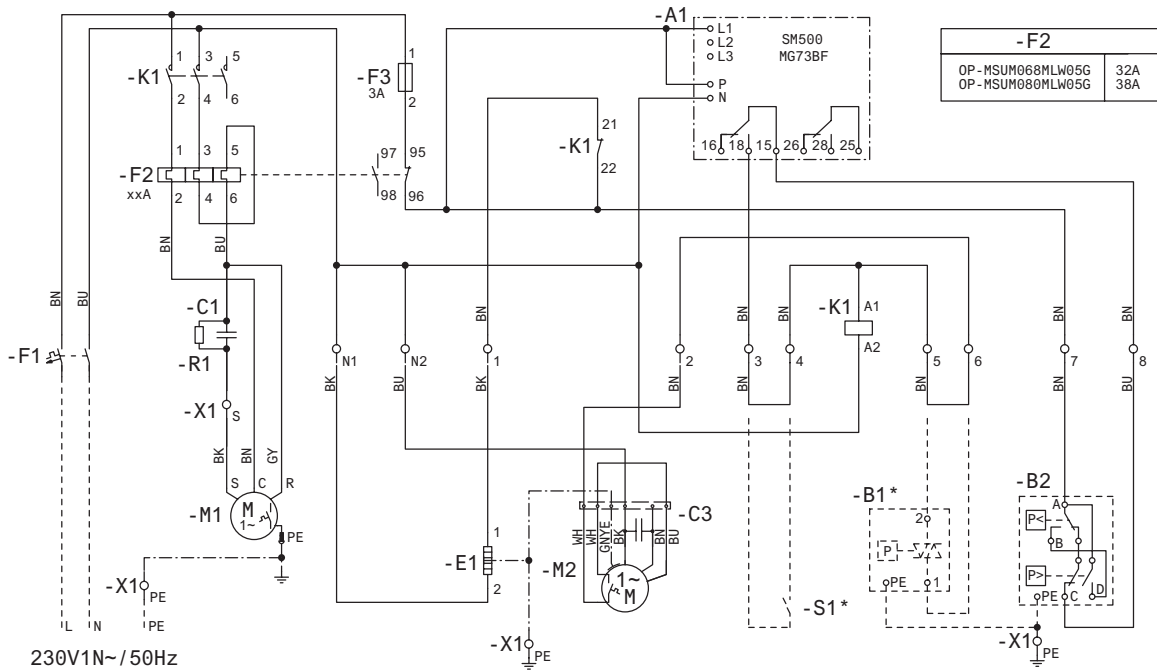 -A1
L1
L2
L3
SM500
MG73BF
P
N
16 18 15 26 28 25
-F2
OP-MSUM068MLW05G 32A
OP-MSUM080MLW05G 38A
-K1
1 3 5
2 4 6
-F3
3A
1
2
-F2
xxA
1 3 5
2 4 6
97 95
98 96
-K1
21
22
BN BU
BN BU
-F1
-C1
-R1
-X1 S
BK BN GY
S C R
-M1
M
1~
PE
-X1
PE
L N PE
230V1N~/50Hz
N1
BK
N2
BU
BN
1
BK
2
BN
BN
3
BN
BN
4
-K1
A1
A2
BN
5
BN
6
BN
7
BN
BN
8
BU
-E1
1
2
-M2
WH WH GNYE BK BN BU
-C3
1~
M
-X1
PE
-S1*
-B1*
2
P
PE 1
-B2
A
P<
B
P>
PE C D
-X1
PE